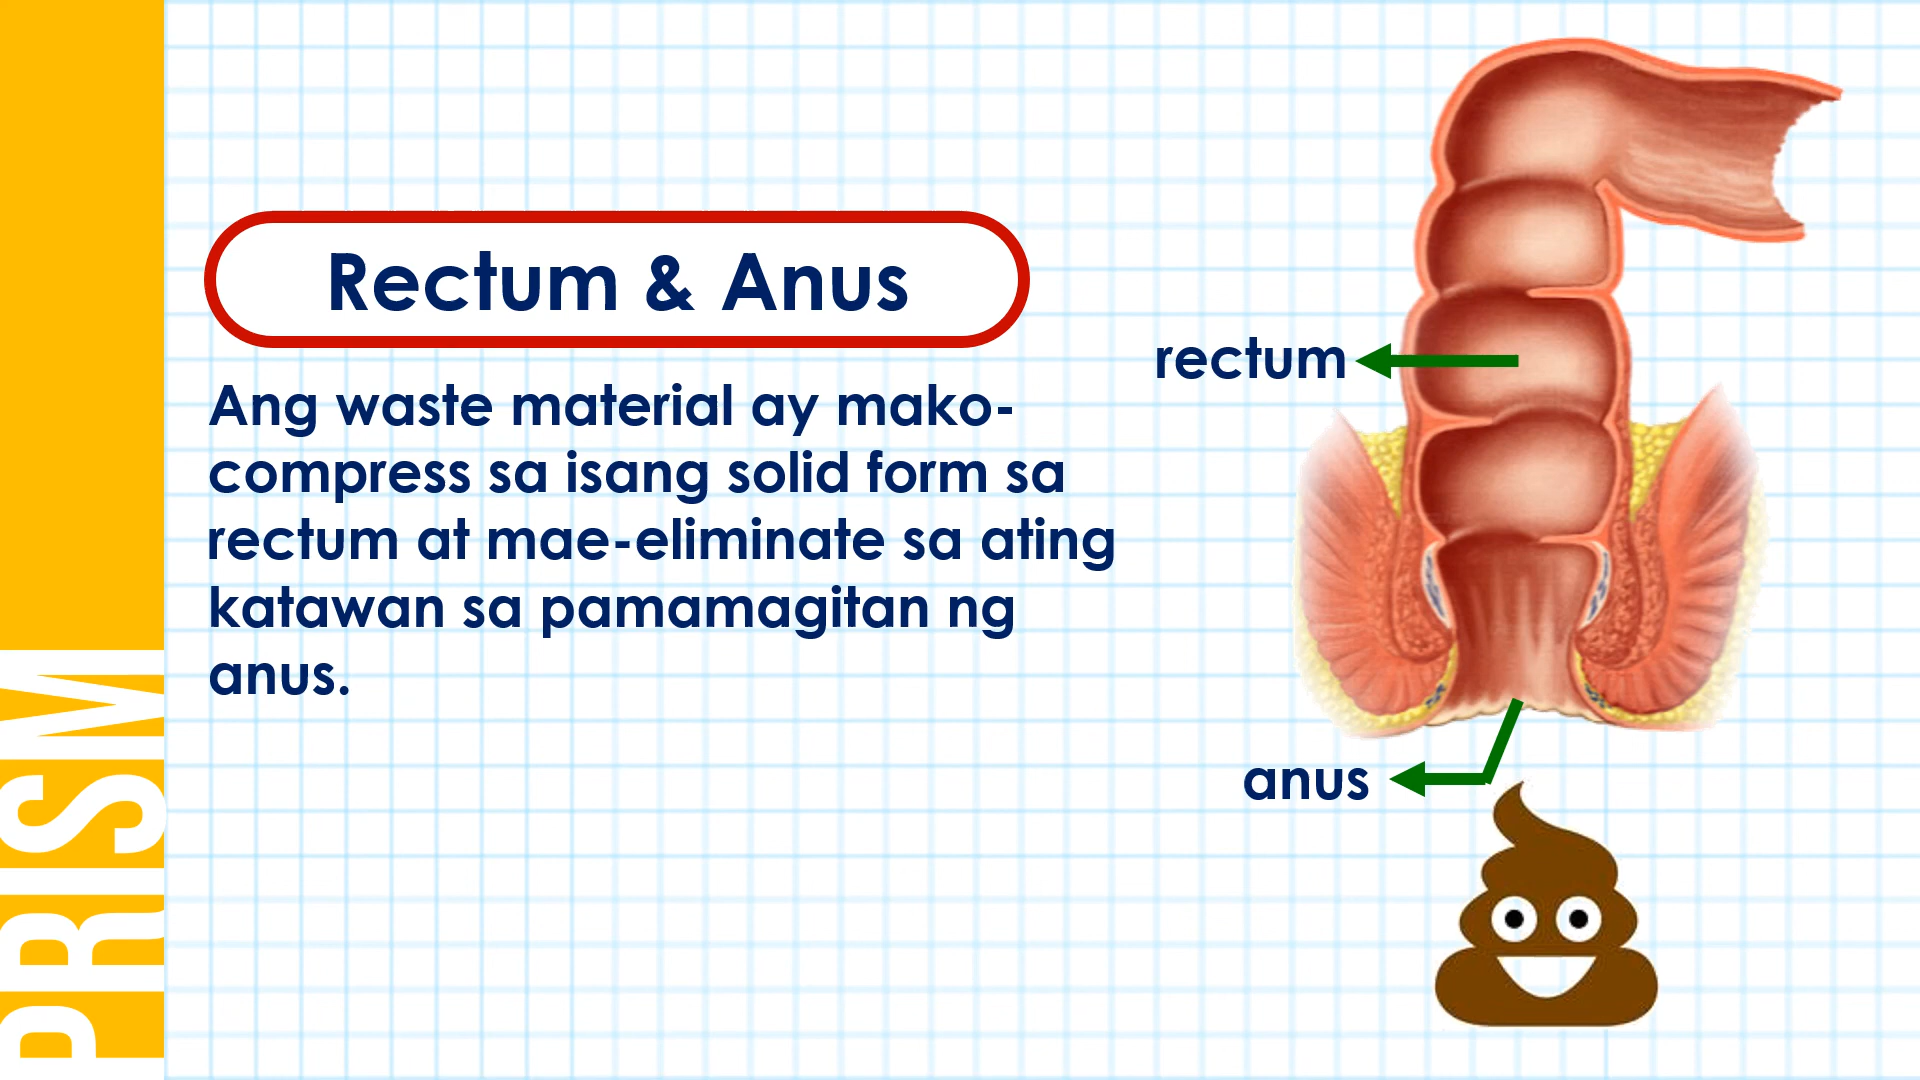 PRISM
Rectum & Anus
Ang waste material ay mako-
compress sa isang solid form sa
rectum at mae-eliminate sa ating
katawan sa pamamagitan ng
anus.
rectum
anus